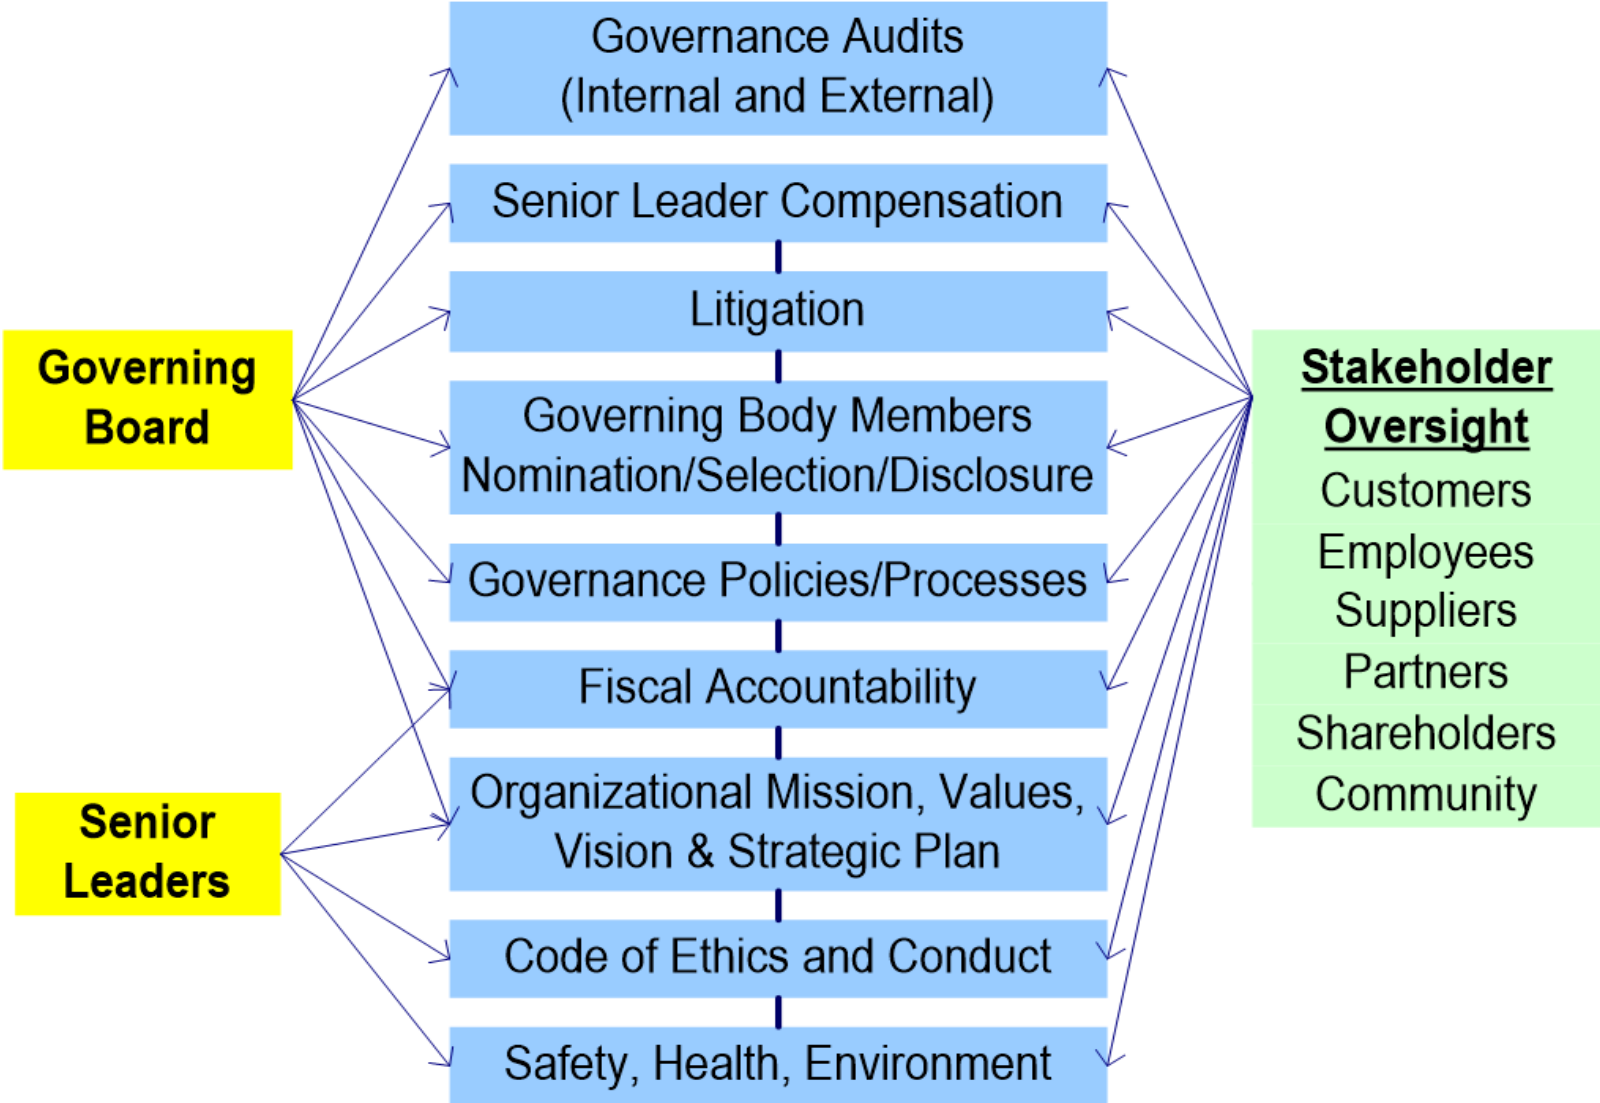 Governance Audits
(Internal and External)
Senior Leader Compensation
Litigation
Governing Body Members
Nomination/Selection/Disclosure
Governance Policies/Processes
Fiscal Accountability
Organizational Mission, Values,
Vision & Strategic Plan
Code of Ethics and Conduct
Safety, Health, Environment
Governing
Board
Senior
Leaders
Stakeholder
Oversight
Customers
Employees
Suppliers
Partners
Shareholders
Community